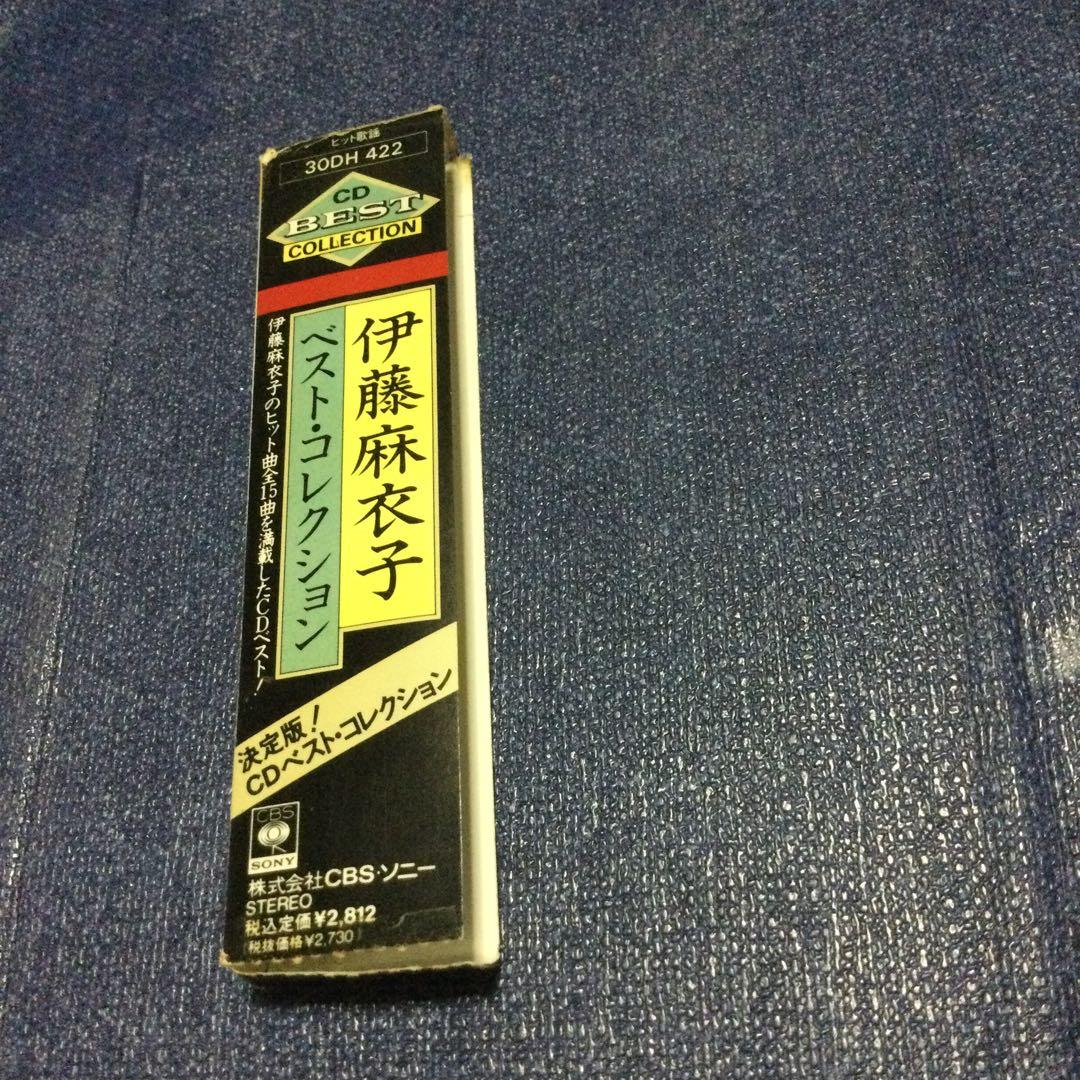 ヒット歌謡
30DH 422
CD
BEST
COLLECTION
伊藤麻衣子
ベスト・コレクション
伊藤麻衣子のヒット曲全15曲を満載したCDベスト!
決定版!
CDベスト・コレクション
CBS
SONY
株式会社CBS・ソニー
STEREO
税込定価¥2,812
(税抜価格¥2,730)